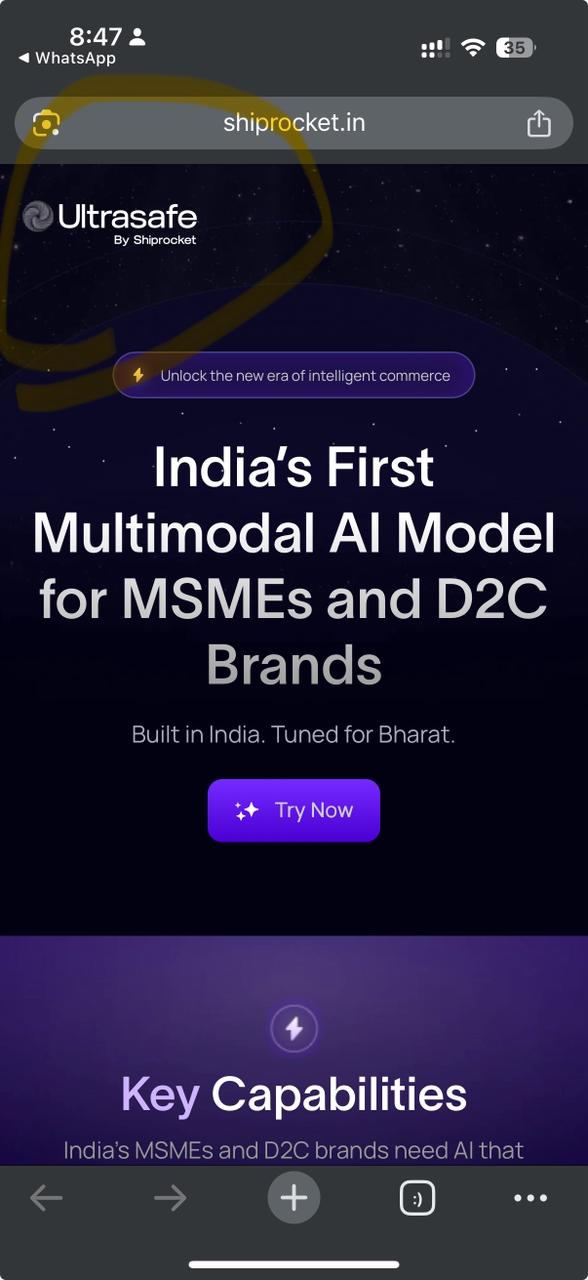 8:47
WhatsApp
35
shiprocket.in
Ultrasafe
By Shiprocket
Unlock the new era of intelligent commerce
India’s First
Multimodal AI Model
for MSMEs and D2C
Brands
Built in India. Tuned for Bharat.
Try Now
Key Capabilities
India’s MSMEs and D2C brands need AI that
:)